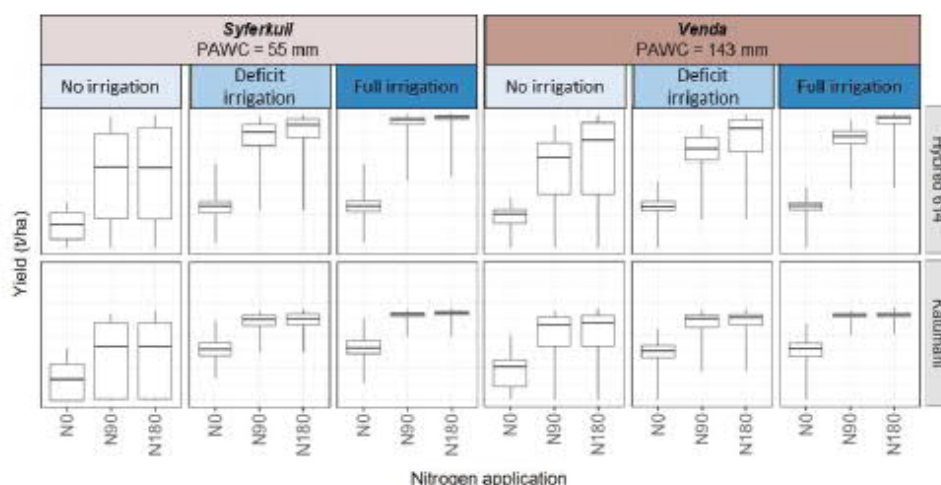 Syferkuil
PAWC = 55 mm
Venda
PAWC = 143 mm
No irrigation
Deficit
irrigation
Full irrigation
No irrigation
Deficit
irrigation
Full irrigation
Yield (t/ha)
614
Katumani
N0
N90
N180
N0
N90
N180
N0
N90
N180
N0
N90
N180
N0
N90
N180
N0
N90
N180
Nitrogen application